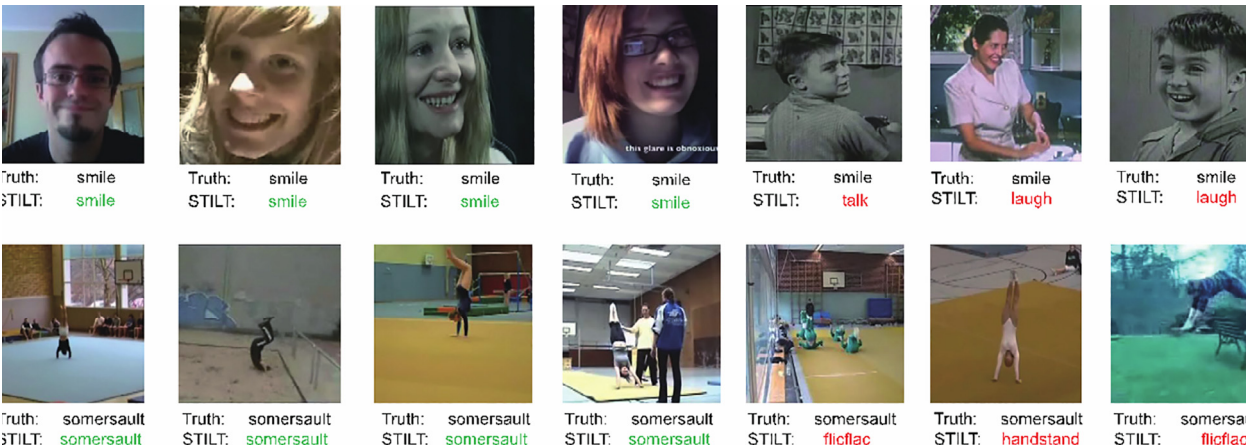 this glare is obnoxious
Truth: smile Truth: smile Truth: smile Truth: smile Truth: smile Truth: smile Truth: smile
STILT: smile STILT: smile STILT: smile STILT: smile STILT: talk STILT: laugh STILT: laugh
Truth: somersault Truth: somersault Truth: somersault Truth: somersault Truth: somersault Truth: somersault Truth: somersau
STILT: somersault STILT: somersault STILT: somersault STILT: somersault STILT: flicflac STILT: handstand STILT: flicflac